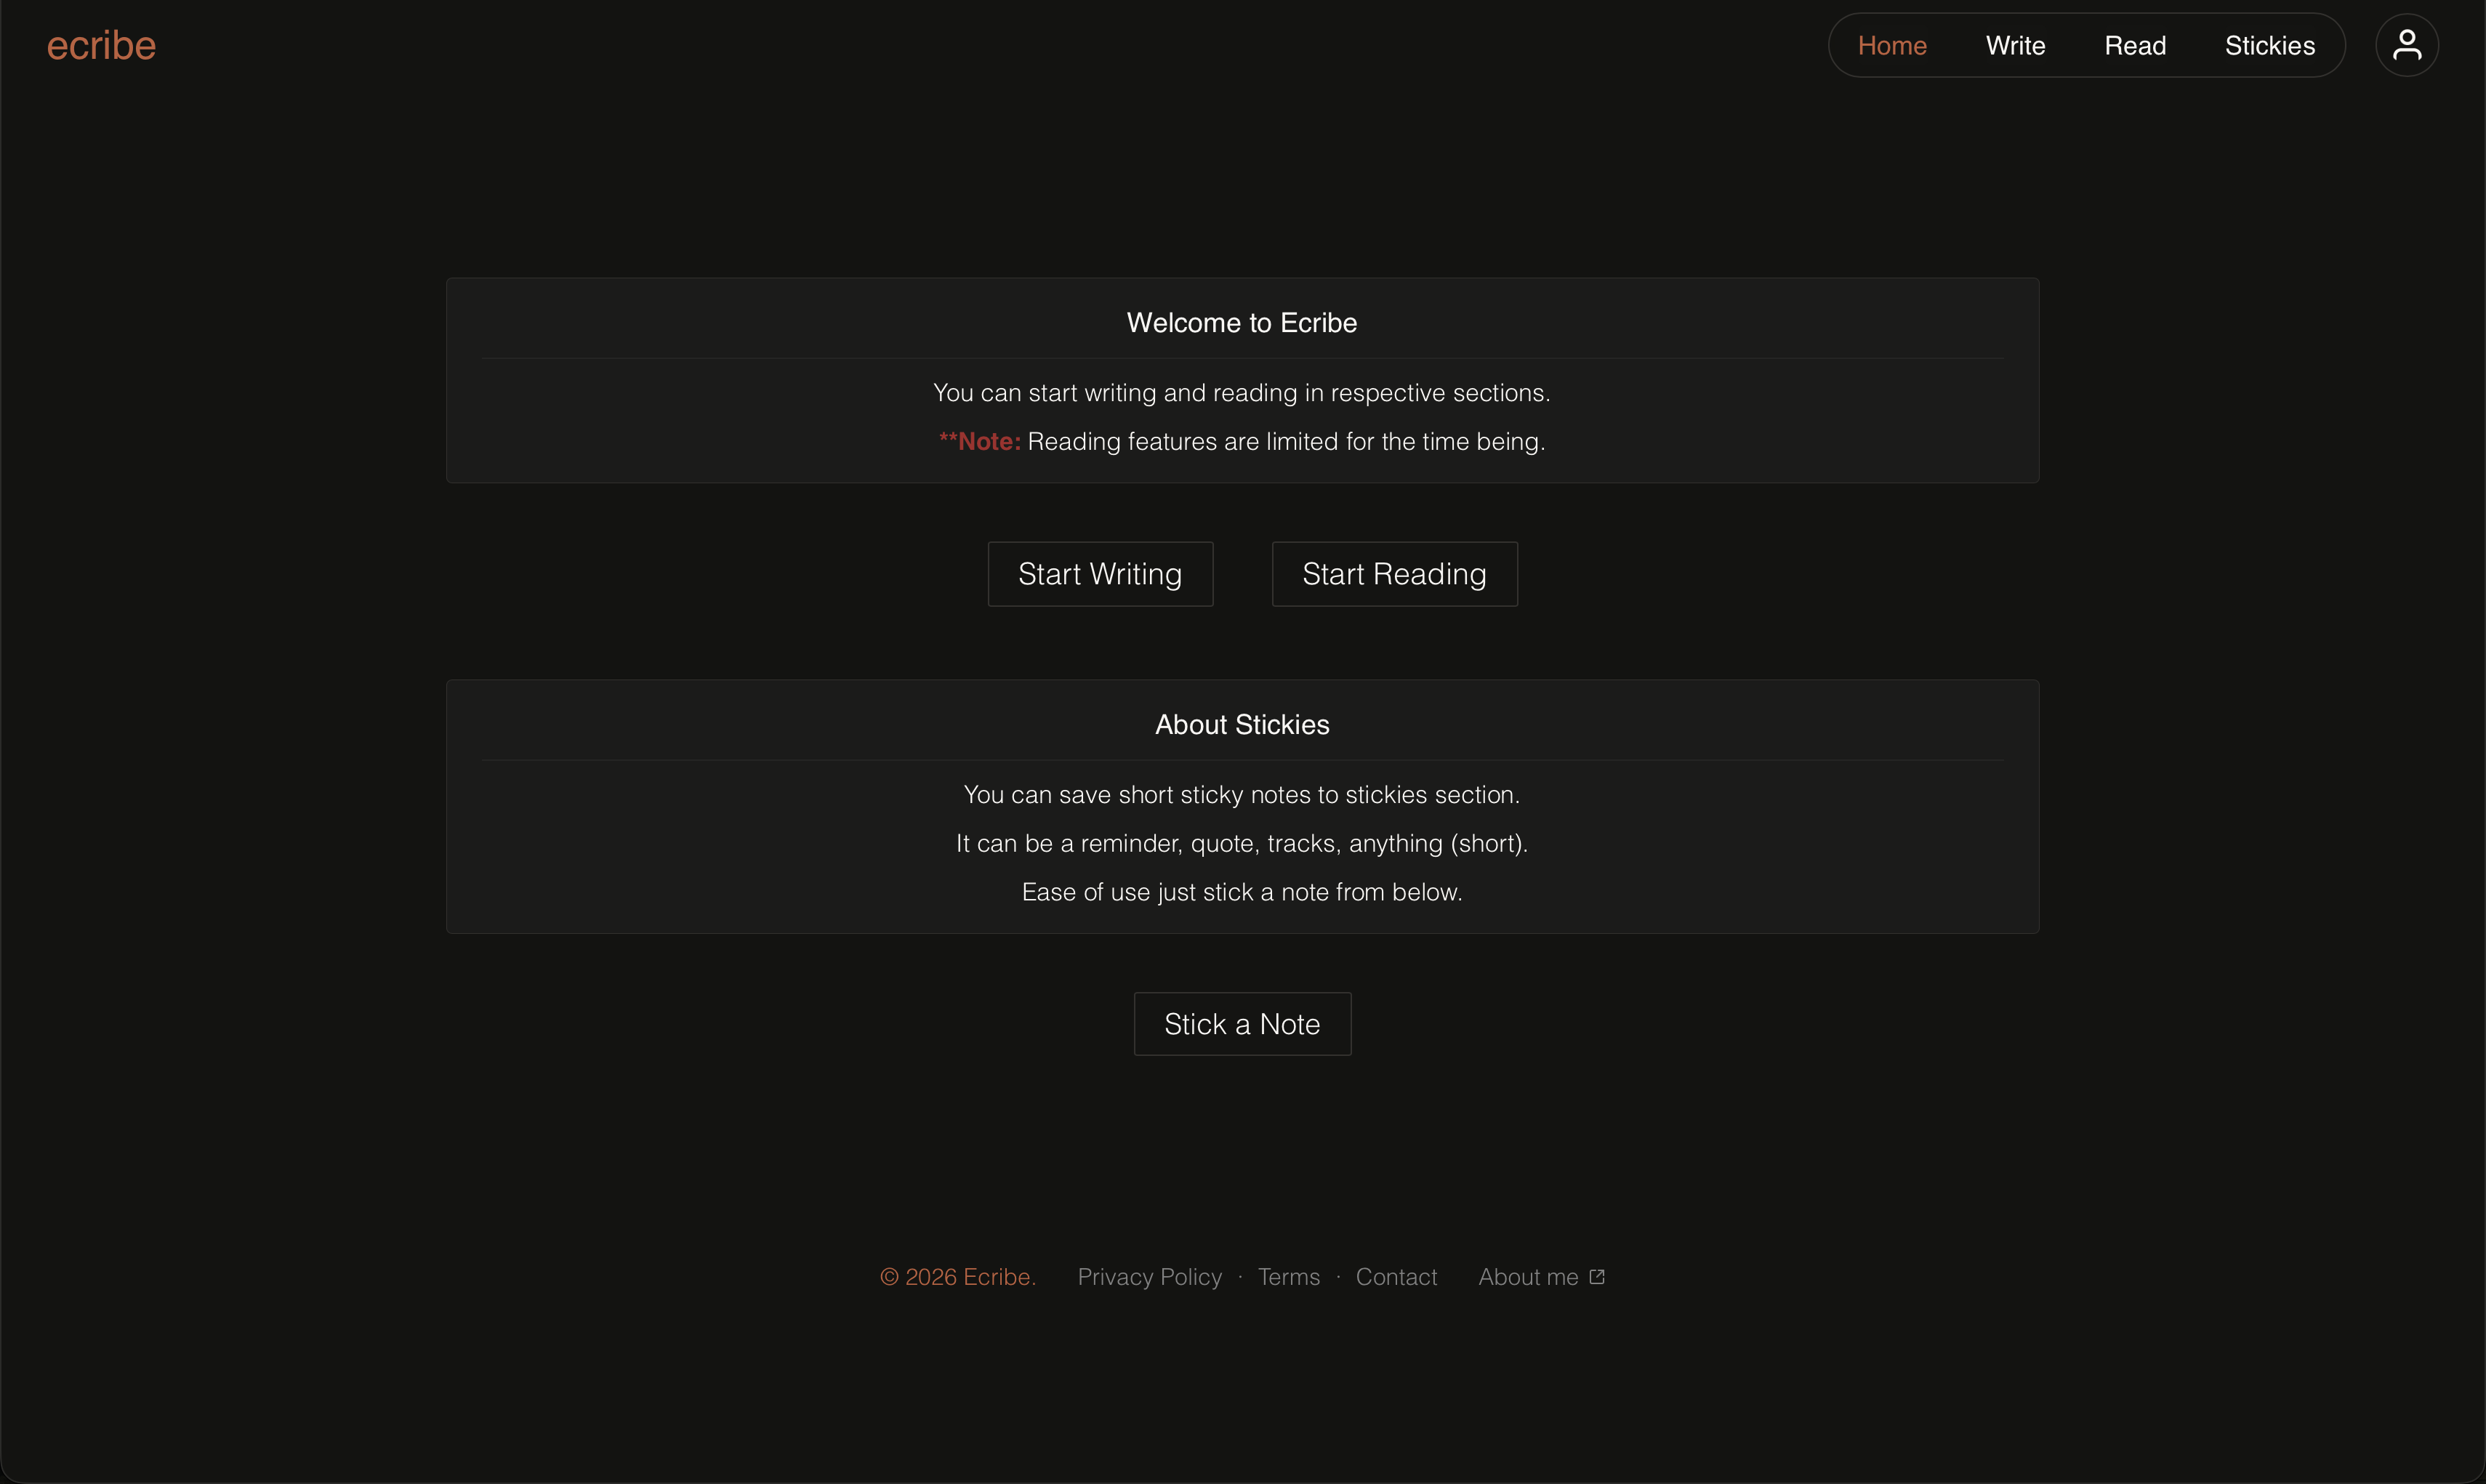 ecribe
Home Write Read Stickies
Welcome to Ecribe
You can start writing and reading in respective sections.
**Note: Reading features are limited for the time being.
Start Writing Start Reading
About Stickies
You can save short sticky notes to stickies section.
It can be a reminder, quote, tracks, anything (short).
Ease of use just stick a note from below.
Stick a Note
© 2026 Ecribe. Privacy Policy · Terms · Contact About me